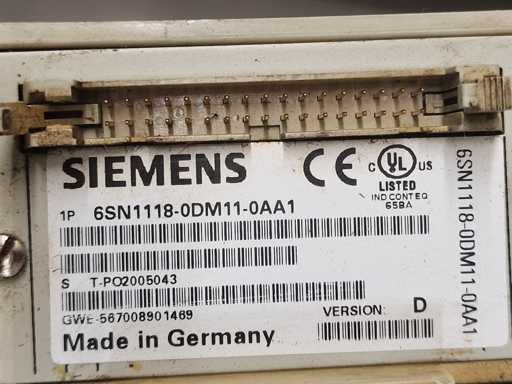 SIEMENS
CE
C UL US
LISTED
IND CONT EQ
65BA
1P 6SN1118-0DM11-0AA1
S T-PO2005043
GWE-567008901469
VERSION: D
Made in Germany
6SN1118-0DM11-0AA1